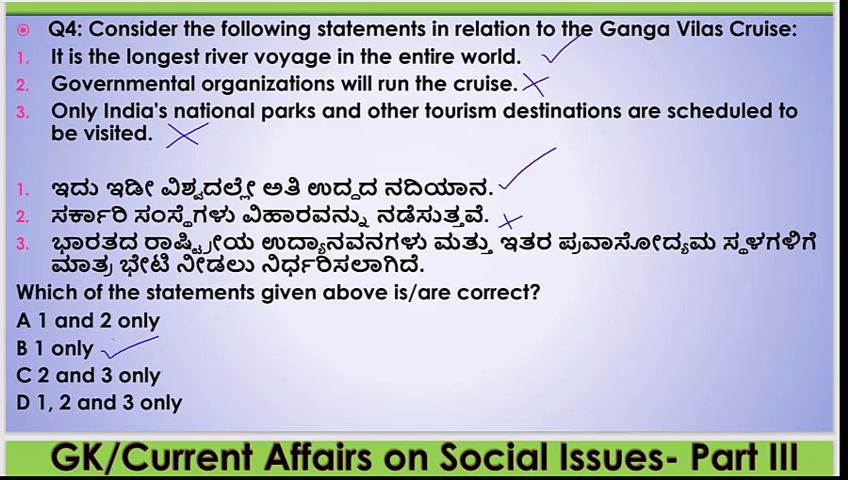 Q4: Consider the following statements in relation to the Ganga Vilas Cruise:
1. It is the longest river voyage in the entire world.
2. Governmental organizations will run the cruise.
3. Only India's national parks and other tourism destinations are scheduled to
be visited.
1. ಇದು ಇಡೀ ವಿಶ್ವದಲ್ಲೇ ಅತಿ ಉದ್ದದ ನದಿಯಾನ.
2. ಸರ್ಕಾರಿ ಸಂಸ್ಥೆಗಳು ವಿಹಾರವನ್ನು ನಡೆಸುತ್ತವೆ.
3. ಭಾರತದ ರಾಷ್ಟ್ರೀಯ ಉದ್ಯಾನವನಗಳು ಮತ್ತು ಇತರ ಪ್ರವಾಸೋದ್ಯಮ ಸ್ಥಳಗಳಿಗೆ
ಮಾತ್ರ ಭೇಟಿ ನೀಡಲು ನಿರ್ಧರಿಸಲಾಗಿದೆ.
Which of the statements given above is/are correct?
A 1 and 2 only
B 1 only
C 2 and 3 only
D 1, 2 and 3 only
GK/Current Affairs on Social Issues- Part III